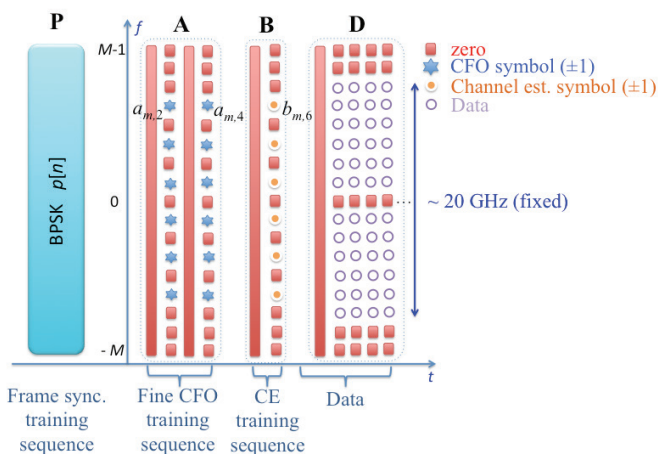 P
A
B
D
f
M-1
zero
CFO symbol (±1)
Channel est. symbol (±1)
Data
a_{m,2}
a_{m,4}
b_{m,6}
BPSK p[n]
0
~ 20 GHz (fixed)
- M
t
Frame sync.
training
sequence
Fine CFO
training
sequence
CE
training
sequence
Data